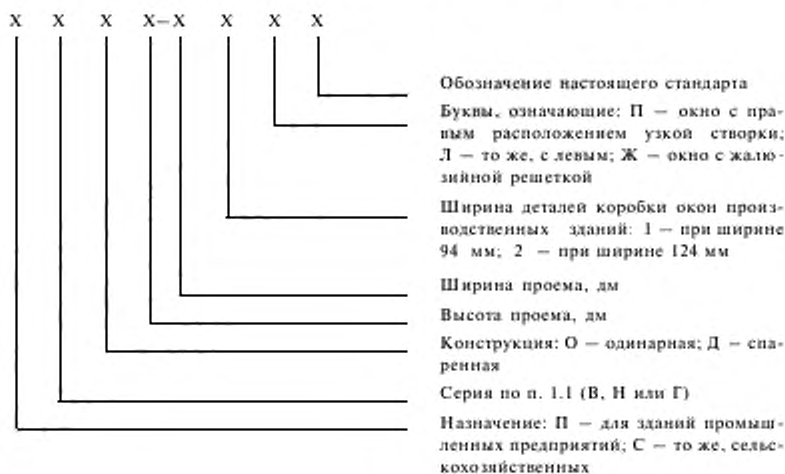 Х Х Х Х–Х Х Х Х
Обозначение настоящего стандарта
Буквы, означающие: П — окно с пра-
вым расположением узкой створки;
Л — то же, с левым; Ж — окно с жалю-
зийной решеткой
Ширина деталей коробки окон произ-
водственных зданий: 1 — при ширине
94 мм; 2 — при ширине 124 мм
Ширина проема, дм
Высота проема, дм
Конструкция: О — одинарная; Д — спа-
ренная
Серия по п. 1.1 (В, Н или Г)
Назначение: П — для зданий промыш-
ленных предприятий; С — то же, сельс-
кохозяйственных